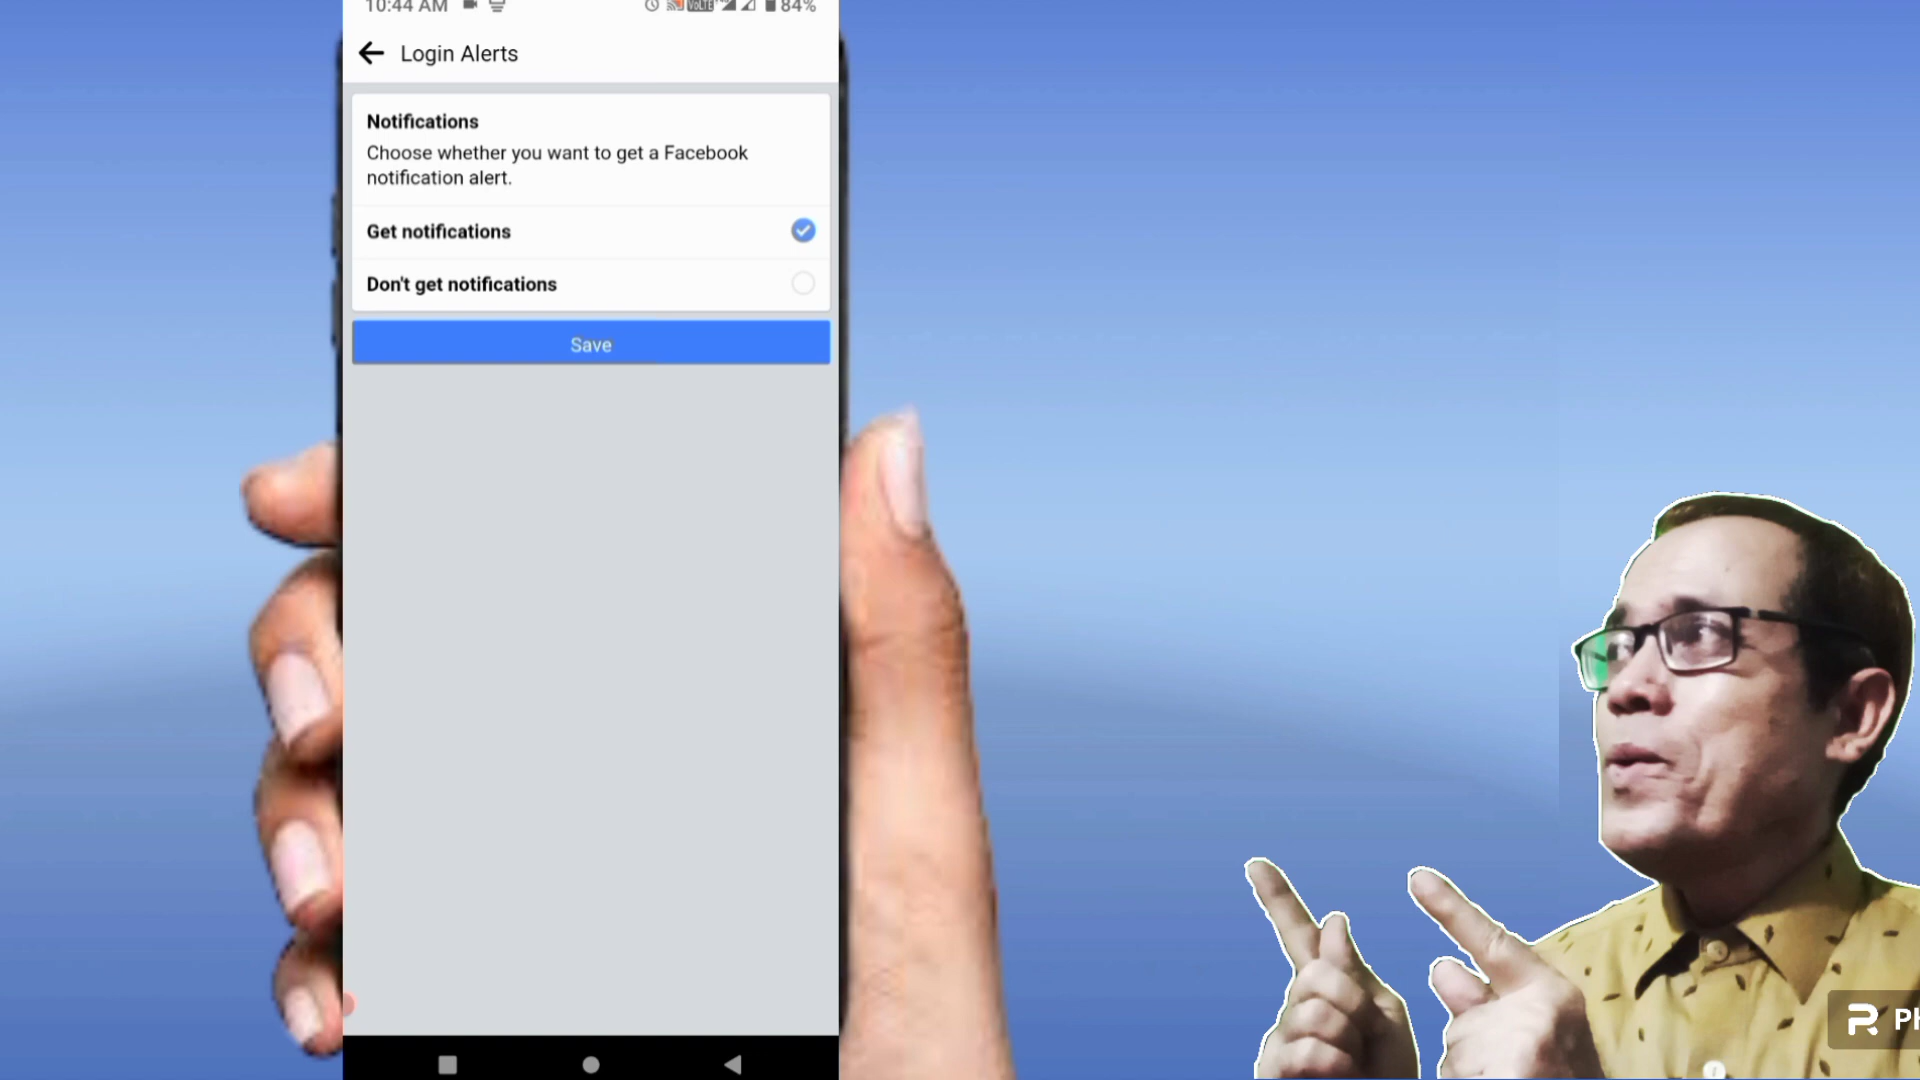 10:44 AM VoLTE 84%
Login Alerts
Notifications
Choose whether you want to get a Facebook
notification alert.
Get notifications
Don't get notifications
Save